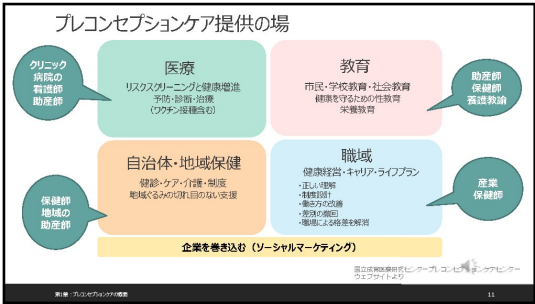 プレコンセプションケア提供の場
クリニック
病院の
看護師
助産師
医療
リスクスクリーニングと健康増進
予防・診断・治療
(ワクチン接種含む)
教育
市民・学校教育・社会教育
健康を守るための性教育
栄養教育
助産師
保健師
養護教諭
保健師
地域の
助産師
自治体・地域保健
健診・ケア・介護・制度
地域ぐるみの切れ目のない支援
職域
健康経営・キャリア・ライフプラン
・正しい理解
・制度設計
・働き方の改善
・差別の撤回
・職場による格差を解消
産業
保健師
企業を巻き込む(ソーシャルマーケティング)
国立成育医療研究センタープレコンセプションケアセンター
ウェブサイトより
第1章:プレコンセプションケアの概要
11